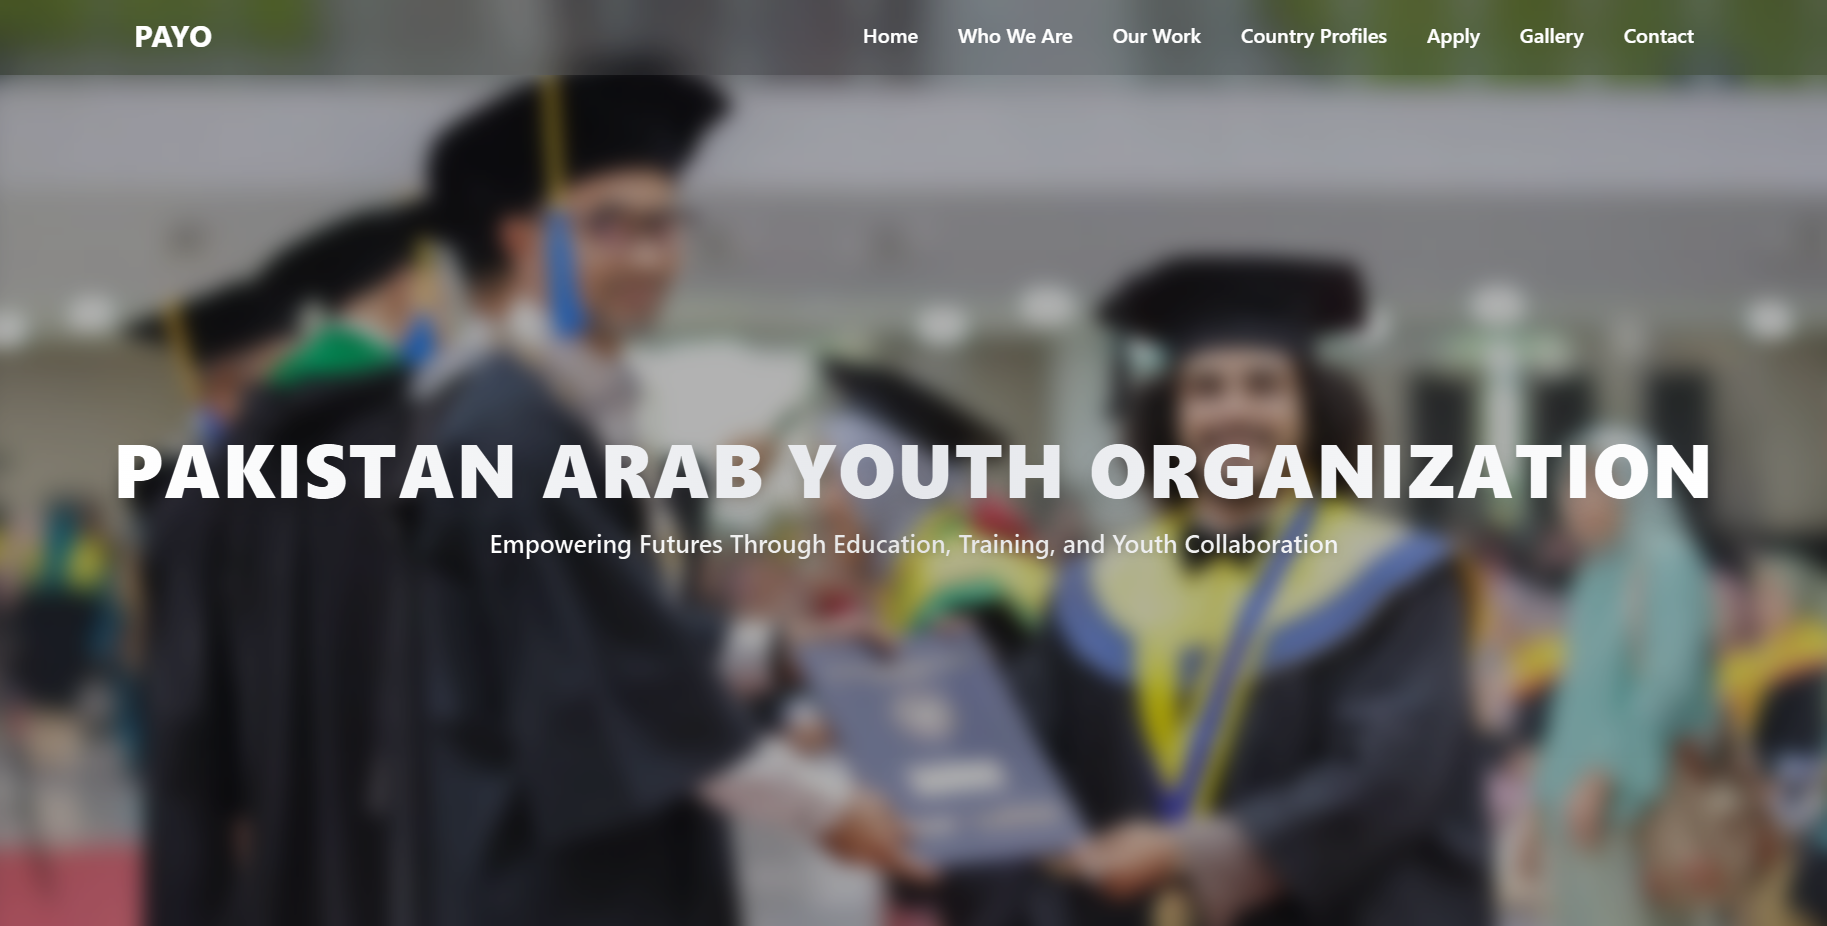 PAYO
Home Who We Are Our Work Country Profiles Apply Gallery Contact
PAKISTAN ARAB YOUTH ORGANIZATION
Empowering Futures Through Education, Training, and Youth Collaboration